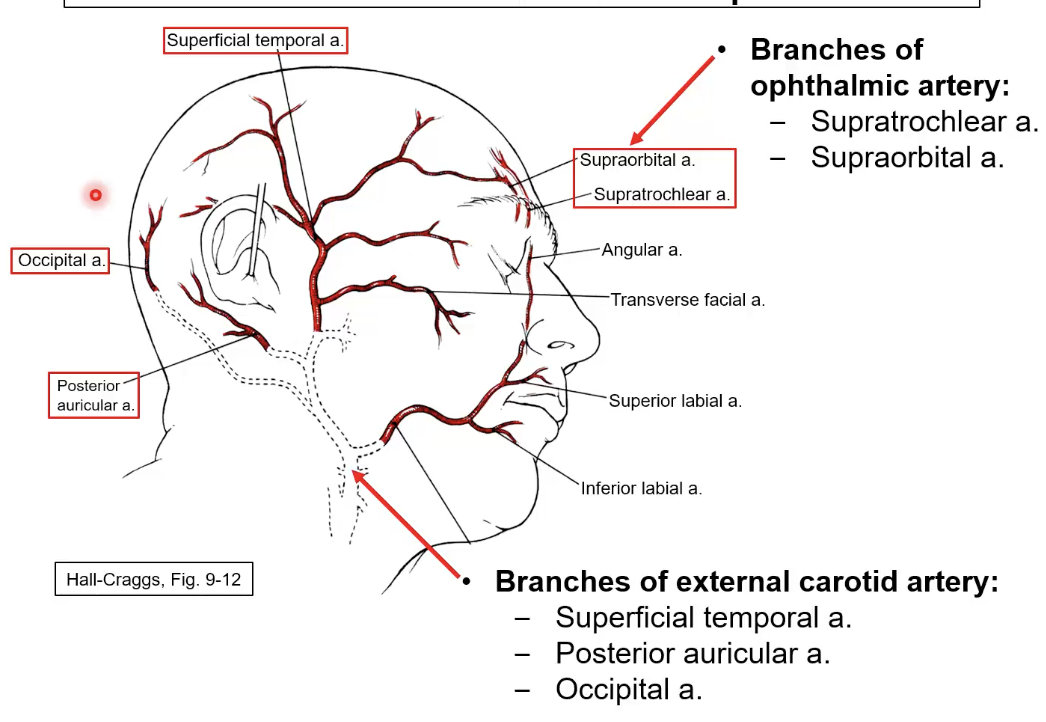 Superficial temporal a.
• Branches of
ophthalmic artery:
– Supratrochlear a.
– Supraorbital a.
Supraorbital a.
Supratrochlear a.
Angular a.
Occipital a.
Transverse facial a.
Posterior
auricular a.
Superior labial a.
Inferior labial a.
Hall-Craggs, Fig. 9-12
• Branches of external carotid artery:
– Superficial temporal a.
– Posterior auricular a.
– Occipital a.